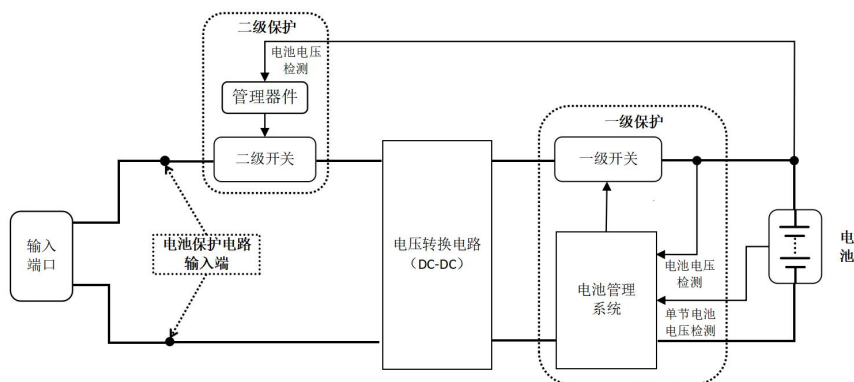 二级保护
电池电压
检测
管理器件
二级开关
一级保护
一级开关
输入
端口
电池保护电路
输入端
电压转换电路
（DC-DC）
电池管理
系统
电池电压
检测
单节电池
电压检测
电
池